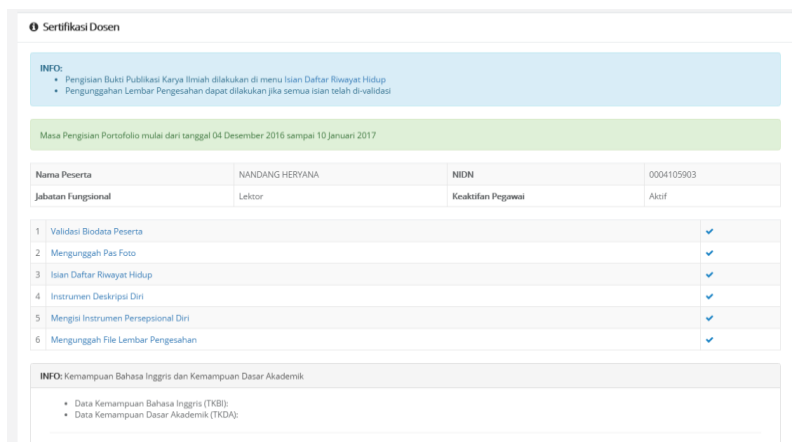 Sertifikasi Dosen
INFO:
Pengisian Bukti Publikasi Karya Ilmiah dilakukan di menu Isian Daftar Riwayat Hidup
Pengunggahan Lembar Pengesahan dapat dilakukan jika semua isian telah di-validasi
Masa Pengisian Portofolio mulai dari tanggal 04 Desember 2016 sampai 10 Januari 2017
Nama Peserta NANDANG HERYANA NIDN 0004105903
Jabatan Fungsional Lektor Keaktifan Pegawai Aktif
1 Validasi Biodata Peserta
2 Mengunggah Pas Foto
3 Isian Daftar Riwayat Hidup
4 Instrumen Deskripsi Diri
5 Mengisi Instrumen Persepsional Diri
6 Mengunggah File Lembar Pengesahan
INFO: Kemampuan Bahasa Inggris dan Kemampuan Dasar Akademik
Data Kemampuan Bahasa Inggris (TKBI):
Data Kemampuan Dasar Akademik (TKDA):